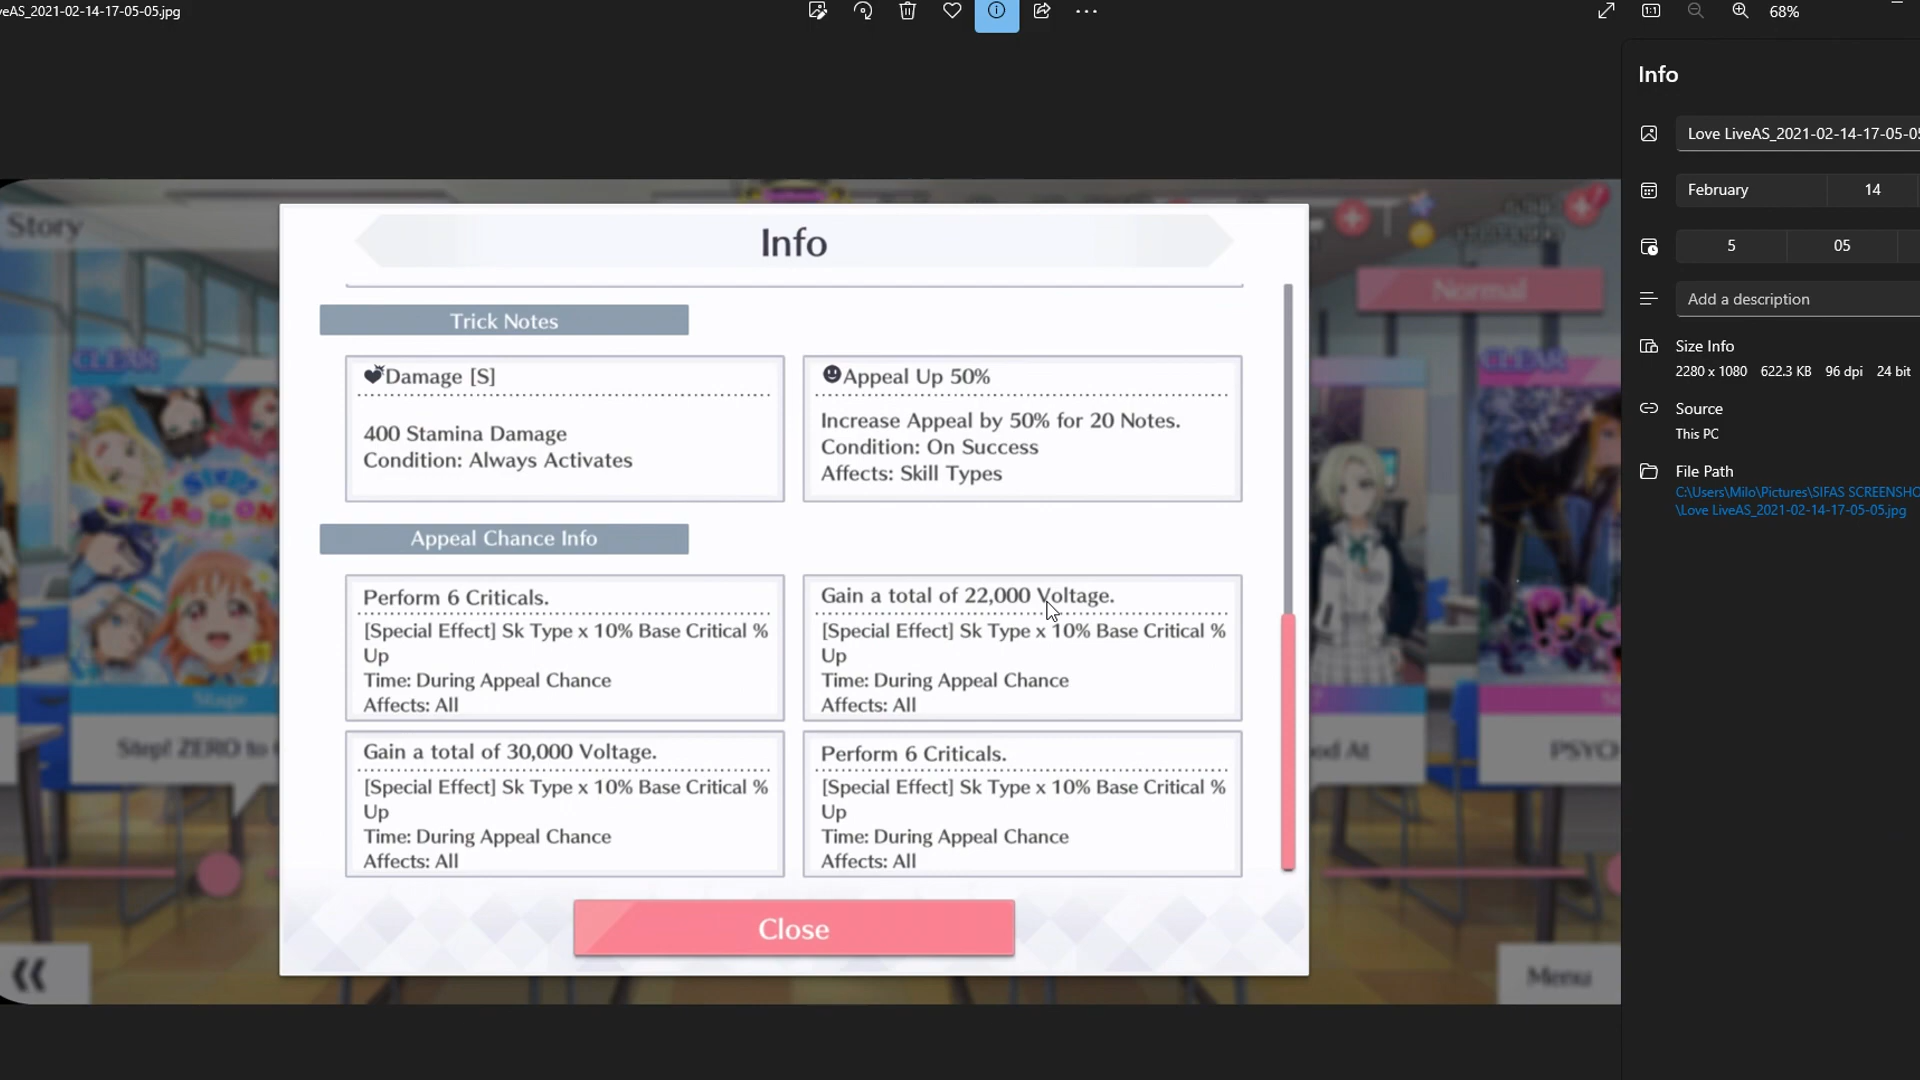 eAS_2021-02-14-17-05-05.jpg
68%
Info
Love LiveAS_2021-02-14-17-05-05
February
14
5
05
Add a description
Size Info
2280 x 1080 622.3 KB 96 dpi 24 bit
Source
This PC
File Path
C:\Users\Milo\Pictures\SIFAS SCREENSHO
\Love LiveAS_2021-02-14-17-05-05.jpg
Story
Normal
CLEAR
Step! ZERO to
Stage
CLEAR
Menu
Info
Trick Notes
Damage [S]
400 Stamina Damage
Condition: Always Activates
Appeal Up 50%
Increase Appeal by 50% for 20 Notes.
Condition: On Success
Affects: Skill Types
Appeal Chance Info
Perform 6 Criticals.
[Special Effect] Sk Type x 10% Base Critical %
Up
Time: During Appeal Chance
Affects: All
Gain a total of 22,000 Voltage.
[Special Effect] Sk Type x 10% Base Critical %
Up
Time: During Appeal Chance
Affects: All
Gain a total of 30,000 Voltage.
[Special Effect] Sk Type x 10% Base Critical %
Up
Time: During Appeal Chance
Affects: All
Perform 6 Criticals.
[Special Effect] Sk Type x 10% Base Critical %
Up
Time: During Appeal Chance
Affects: All
Close